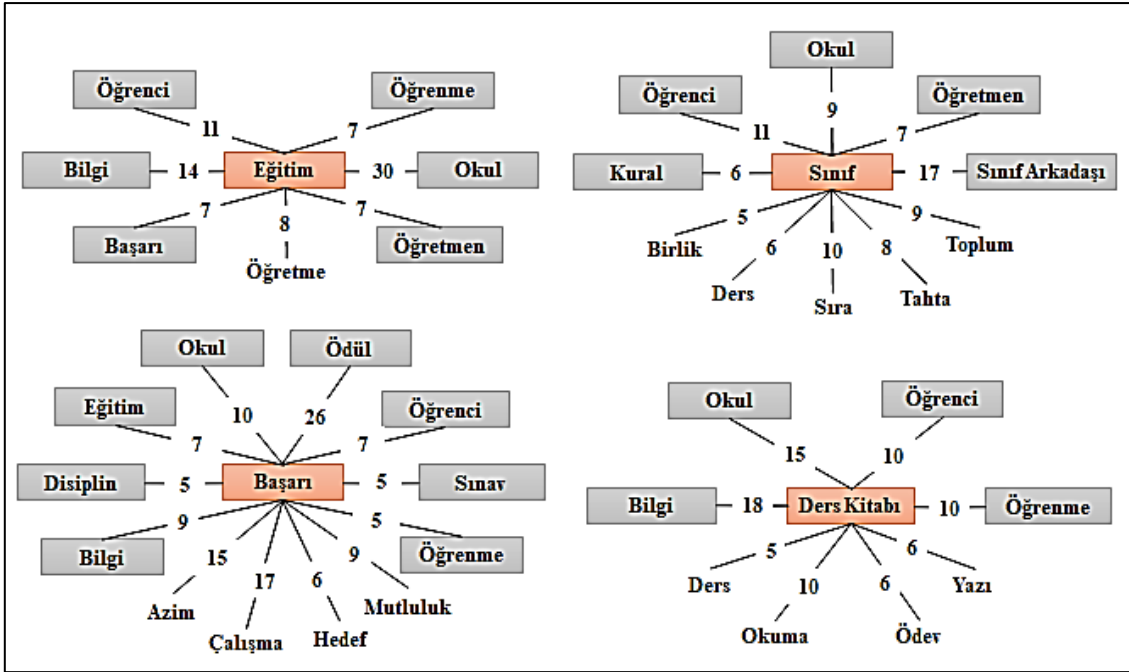 Öğrenci
Öğrenme
11
7
Bilgi
14
Eğitim
30
Okul
7
8
7
Başarı
Öğretme
Öğretmen
Okul
Öğrenci
9
Öğretmen
11
7
Kural
6
Sınıf
17
Sınıf Arkadaşı
5
6
10
8
9
Birlik
Ders
Sıra
Tahta
Toplum
Okul
Ödül
Eğitim
10
26
Öğrenci
7
7
Disiplin
5
Başarı
5
Sınav
9
15
17
6
9
5
Bilgi
Azim
Çalışma
Hedef
Mutluluk
Öğrenme
Okul
Öğrenci
15
10
Bilgi
18
Ders Kitabı
10
Öğrenme
5
10
6
6
Ders
Okuma
Ödev
Yazı